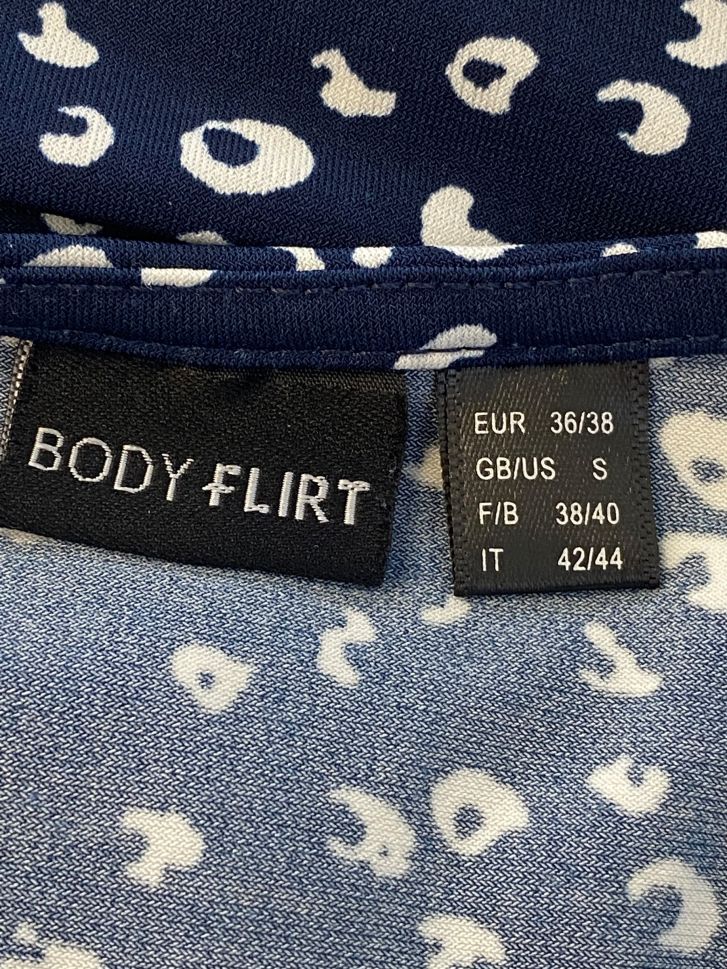 BODY FLIRT
EUR 36/38
GB/US S
F/B 38/40
IT 42/44